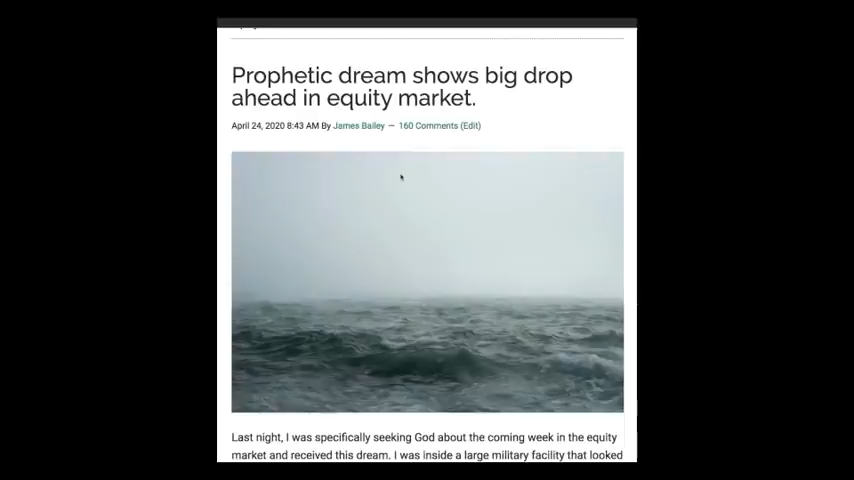 Prophetic dream shows big drop
ahead in equity market.
April 24, 2020 8:43 AM By James Bailey — 160 Comments (Edit)
Last night, I was specifically seeking God about the coming week in the equity
market and received this dream. I was inside a large military facility that looked